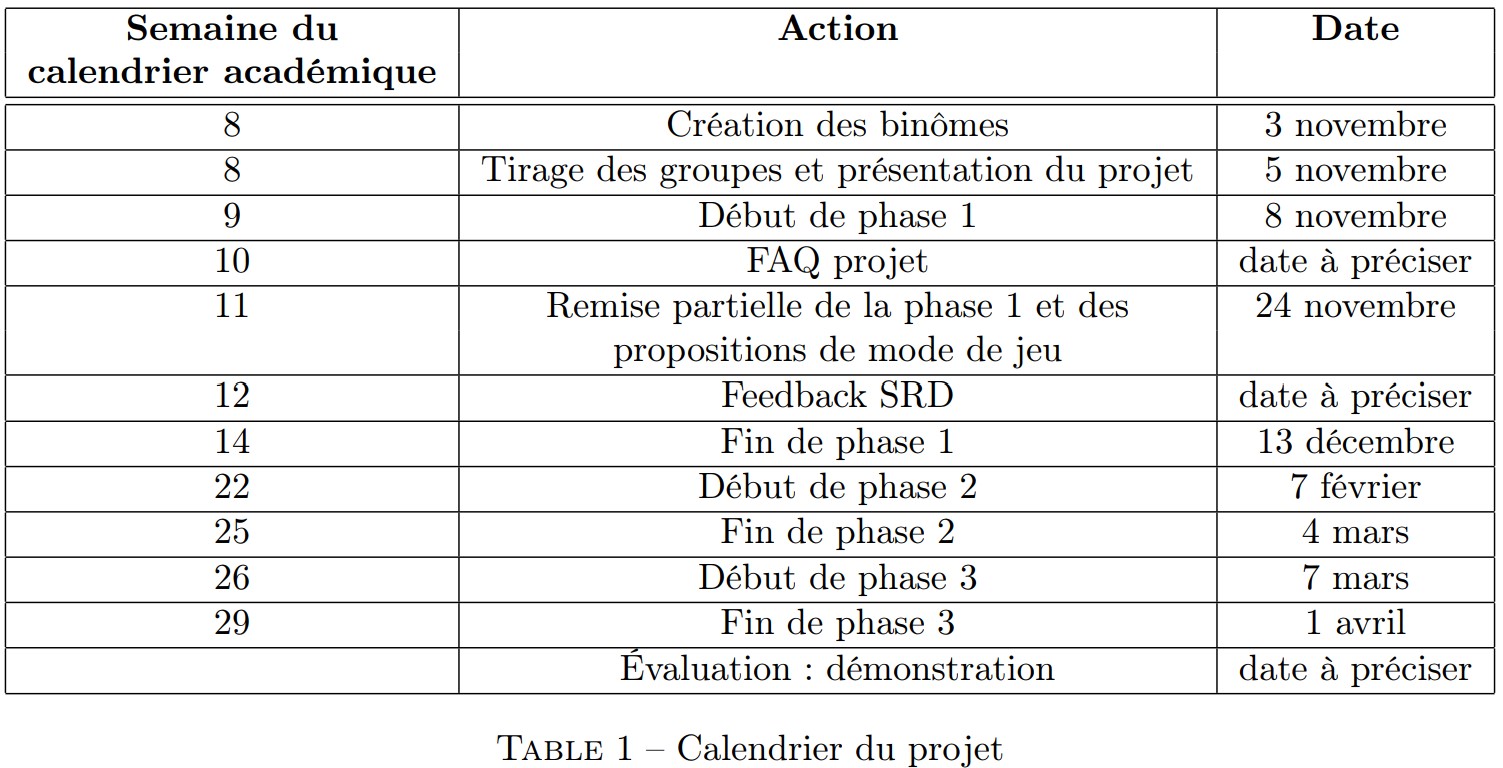 Semaine du Action Date
calendrier académique
8 Création des binômes 3 novembre
8 Tirage des groupes et présentation du projet 5 novembre
9 Début de phase 1 8 novembre
10 FAQ projet date à préciser
11 Remise partielle de la phase 1 et des 24 novembre
propositions de mode de jeu
12 Feedback SRD date à préciser
14 Fin de phase 1 13 décembre
22 Début de phase 2 7 février
25 Fin de phase 2 4 mars
26 Début de phase 3 7 mars
29 Fin de phase 3 1 avril
Évaluation : démonstration date à préciser
TABLE 1 – Calendrier du projet